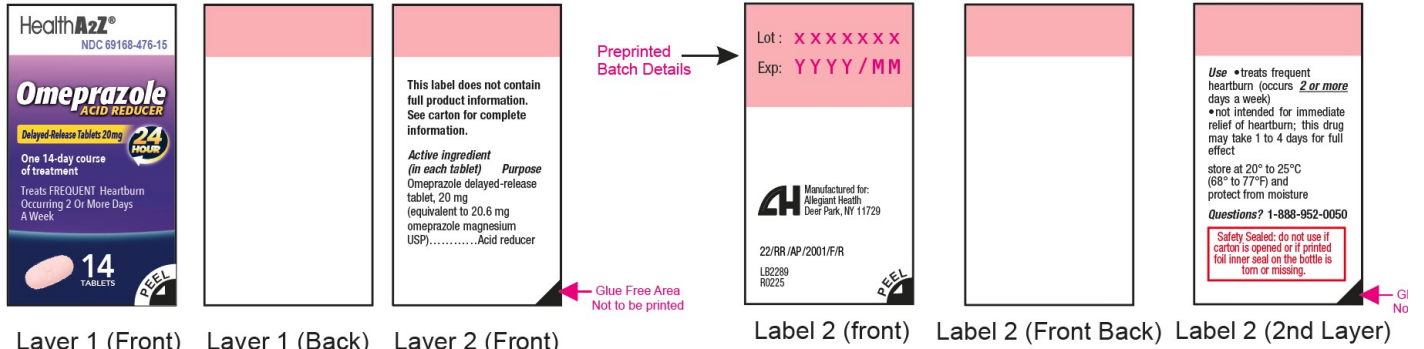 HealthA2Z®
NDC 69168-476-15
Omeprazole
ACID REDUCER
Delayed-Release Tablets 20mg
24
HOUR
One 14-day course
of treatment
Treats FREQUENT Heartburn
Occurring 2 Or More Days
A Week
14
TABLETS
PEEL
Layer 1 (Front)
Layer 1 (Back)
This label does not contain
full product information.
See carton for complete
information.
Active ingredient
(in each tablet) Purpose
Omeprazole delayed-release
tablet, 20 mg
(equivalent to 20.6 mg
omeprazole magnesium
USP)............Acid reducer
Glue Free Area
Not to be printed
Layer 2 (Front)
Preprinted
Batch Details
Lot : XXXXXXX
Exp: YYYY/MM
Manufactured for:
Allegiant Heatlh
Deer Park, NY 11729
22/RR/AP/2001/F/R
LB2289
R0225
PEEL
Label 2 (front)
Label 2 (Front Back)
Use •treats frequent
heartburn (occurs 2 or more
days a week)
•not intended for immediate
relief of heartburn; this drug
may take 1 to 4 days for full
effect
store at 20° to 25°C
(68° to 77°F) and
protect from moisture
Questions? 1-888-952-0050
Safety Sealed: do not use if
carton is opened or if printed
foil inner seal on the bottle is
torn or missing.
Label 2 (2nd Layer)